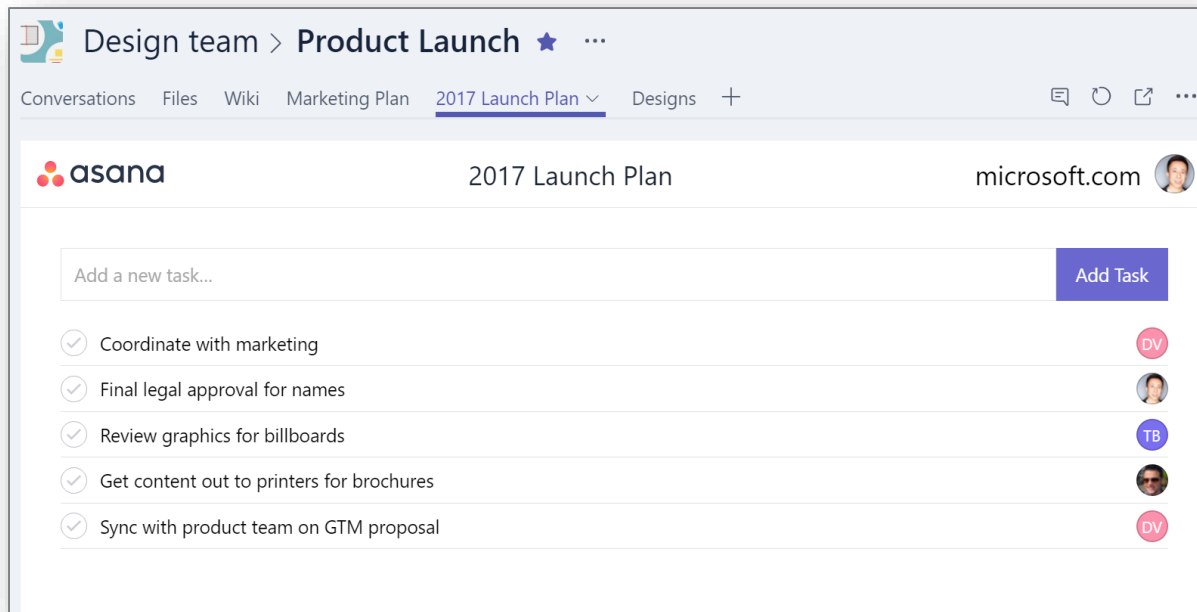 Design team > Product Launch
Conversations Files Wiki Marketing Plan 2017 Launch Plan Designs
asana 2017 Launch Plan microsoft.com
Add a new task... Add Task
Coordinate with marketing DV
Final legal approval for names
Review graphics for billboards TB
Get content out to printers for brochures
Sync with product team on GTM proposal DV